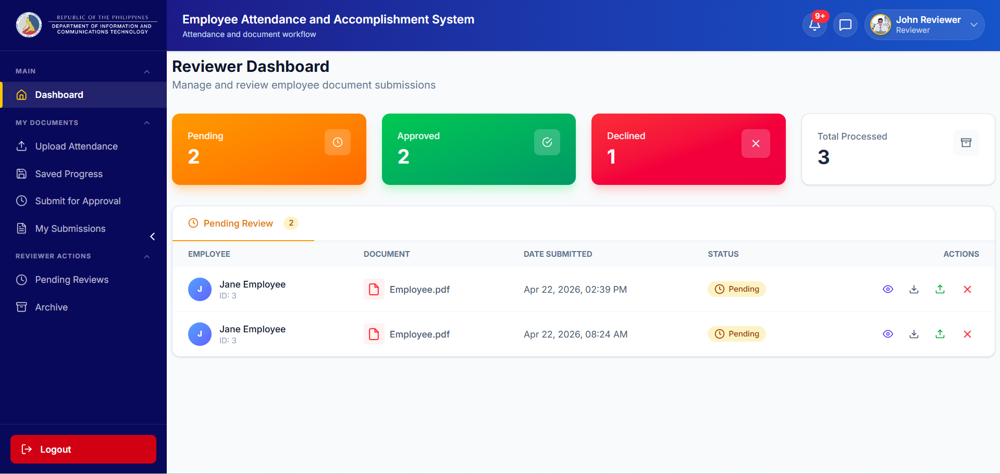 REPUBLIC OF THE PHILIPPINES
DEPARTMENT OF INFORMATION AND
COMMUNICATIONS TECHNOLOGY
Employee Attendance and Accomplishment System
Attendance and document workflow
9+
John Reviewer
Reviewer
MAIN
Dashboard
MY DOCUMENTS
Upload Attendance
Saved Progress
Submit for Approval
My Submissions
REVIEWER ACTIONS
Pending Reviews
Archive
Logout
Reviewer Dashboard
Manage and review employee document submissions
Pending
2
Approved
2
Declined
1
Total Processed
3
Pending Review 2
EMPLOYEE DOCUMENT DATE SUBMITTED STATUS ACTIONS
J Jane Employee Employee.pdf Apr 22, 2026, 02:39 PM Pending
ID: 3
J Jane Employee Employee.pdf Apr 22, 2026, 08:24 AM Pending
ID: 3